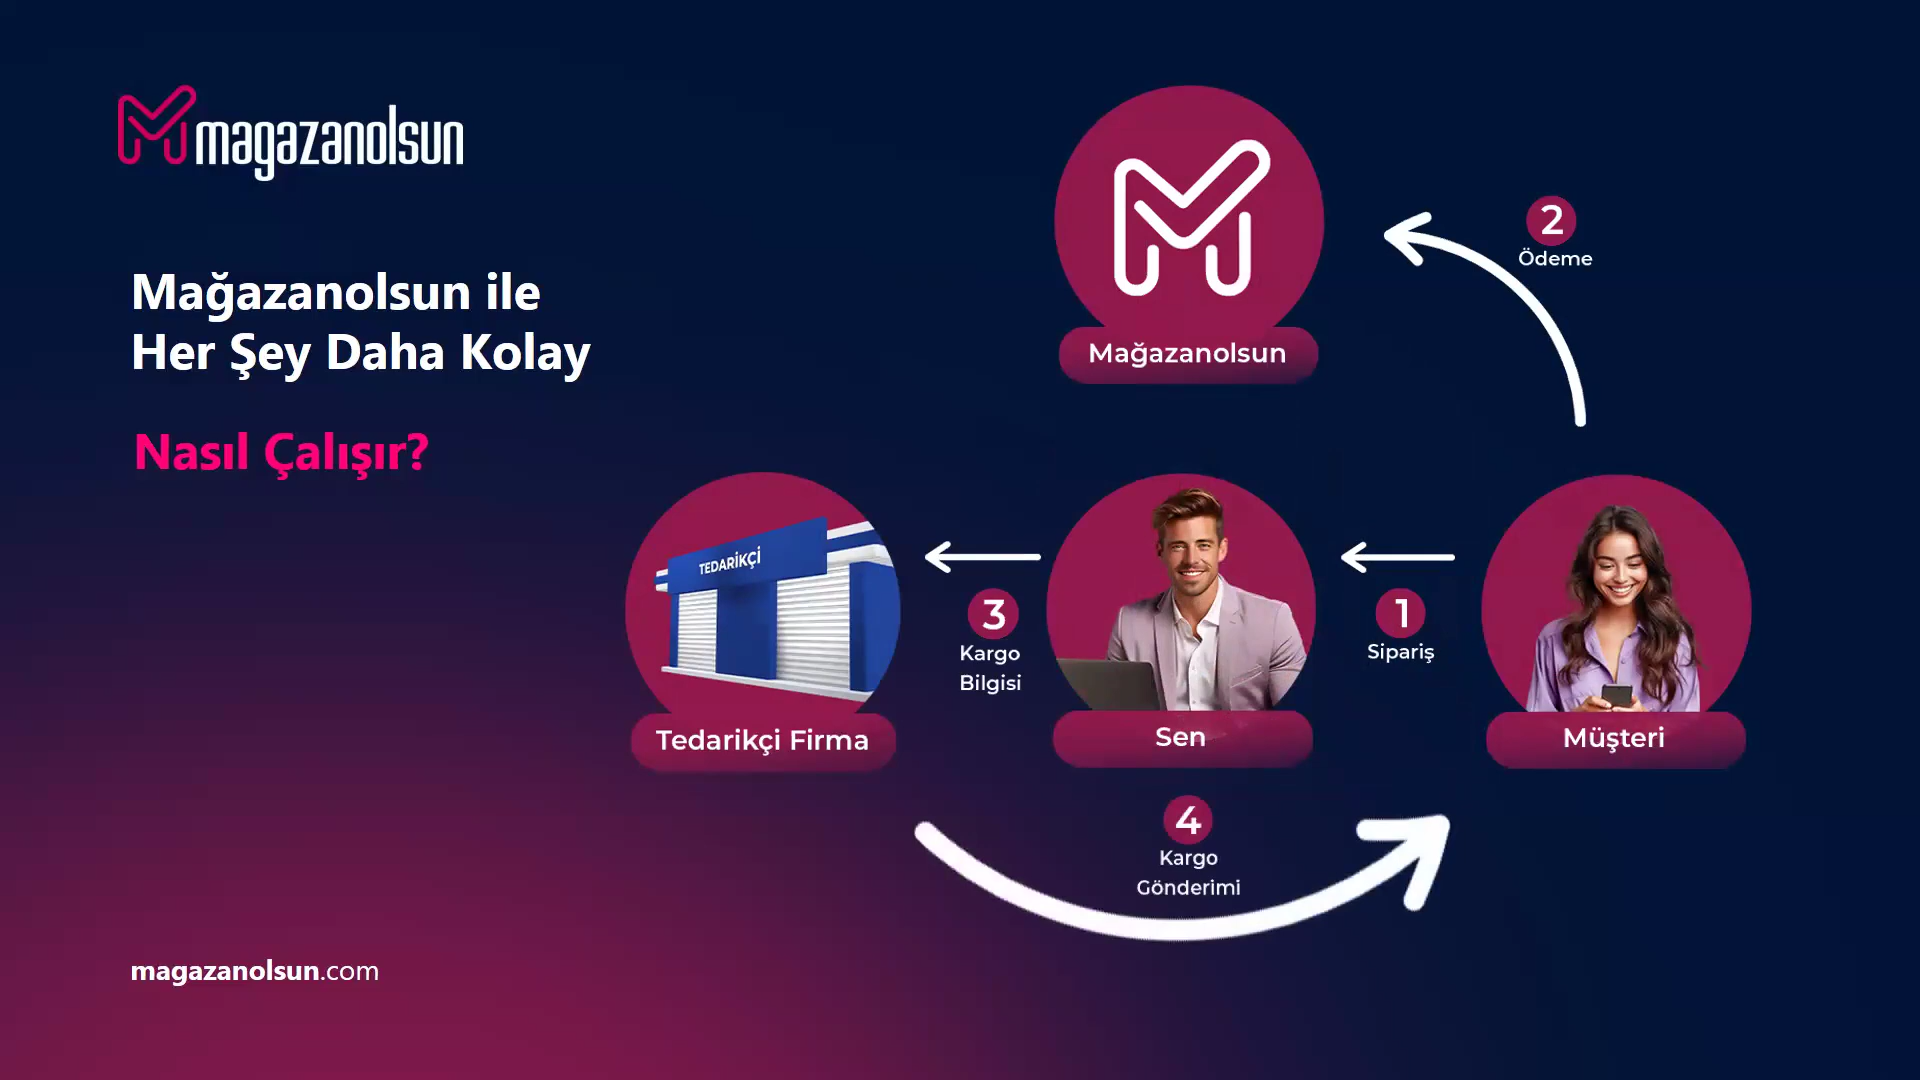 magazanolsun
Mağazanolsun ile
Her Şey Daha Kolay
Nasıl Çalışır?
Mağazanolsun
2
Ödeme
TEDARİKÇİ
Tedarikçi Firma
3
Kargo
Bilgisi
Sen
1
Sipariş
Müşteri
4
Kargo
Gönderimi
magazanolsun.com